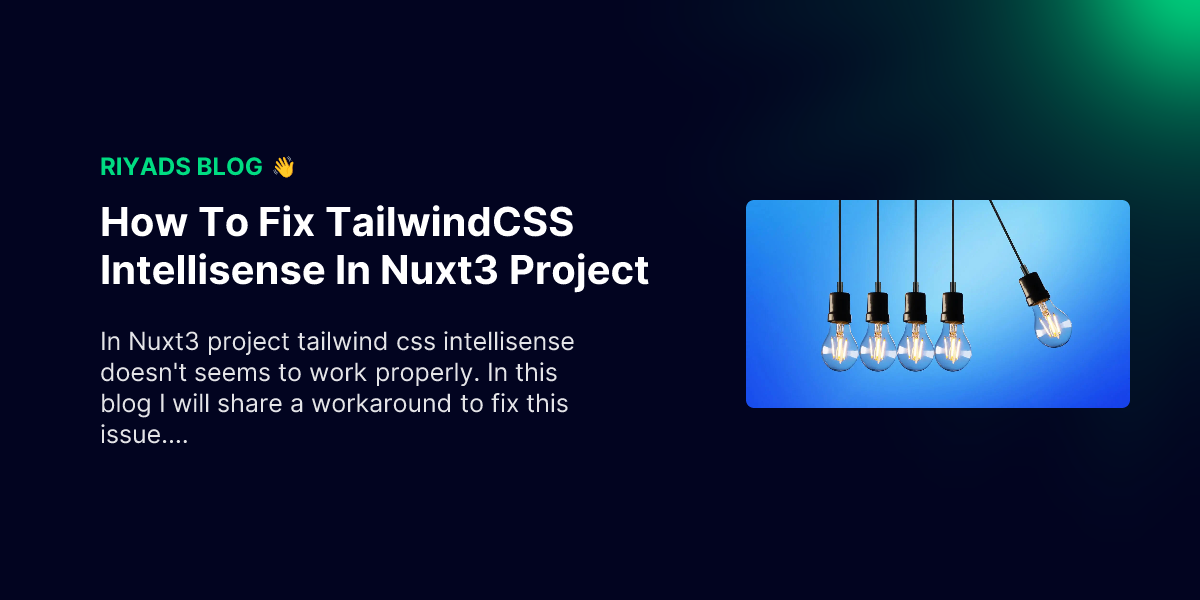 RIYADS BLOG 👋
How To Fix TailwindCSS
Intellisense In Nuxt3 Project
In Nuxt3 project tailwind css intellisense
doesn't seems to work properly. In this
blog I will share a workaround to fix this
issue....